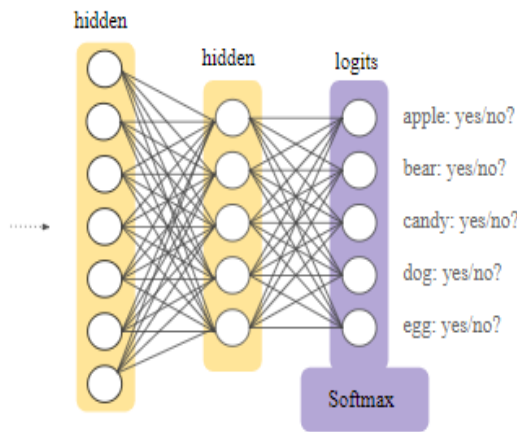 hidden
hidden
logits
apple: yes/no?
bear: yes/no?
candy: yes/no?
dog: yes/no?
egg: yes/no?
Softmax